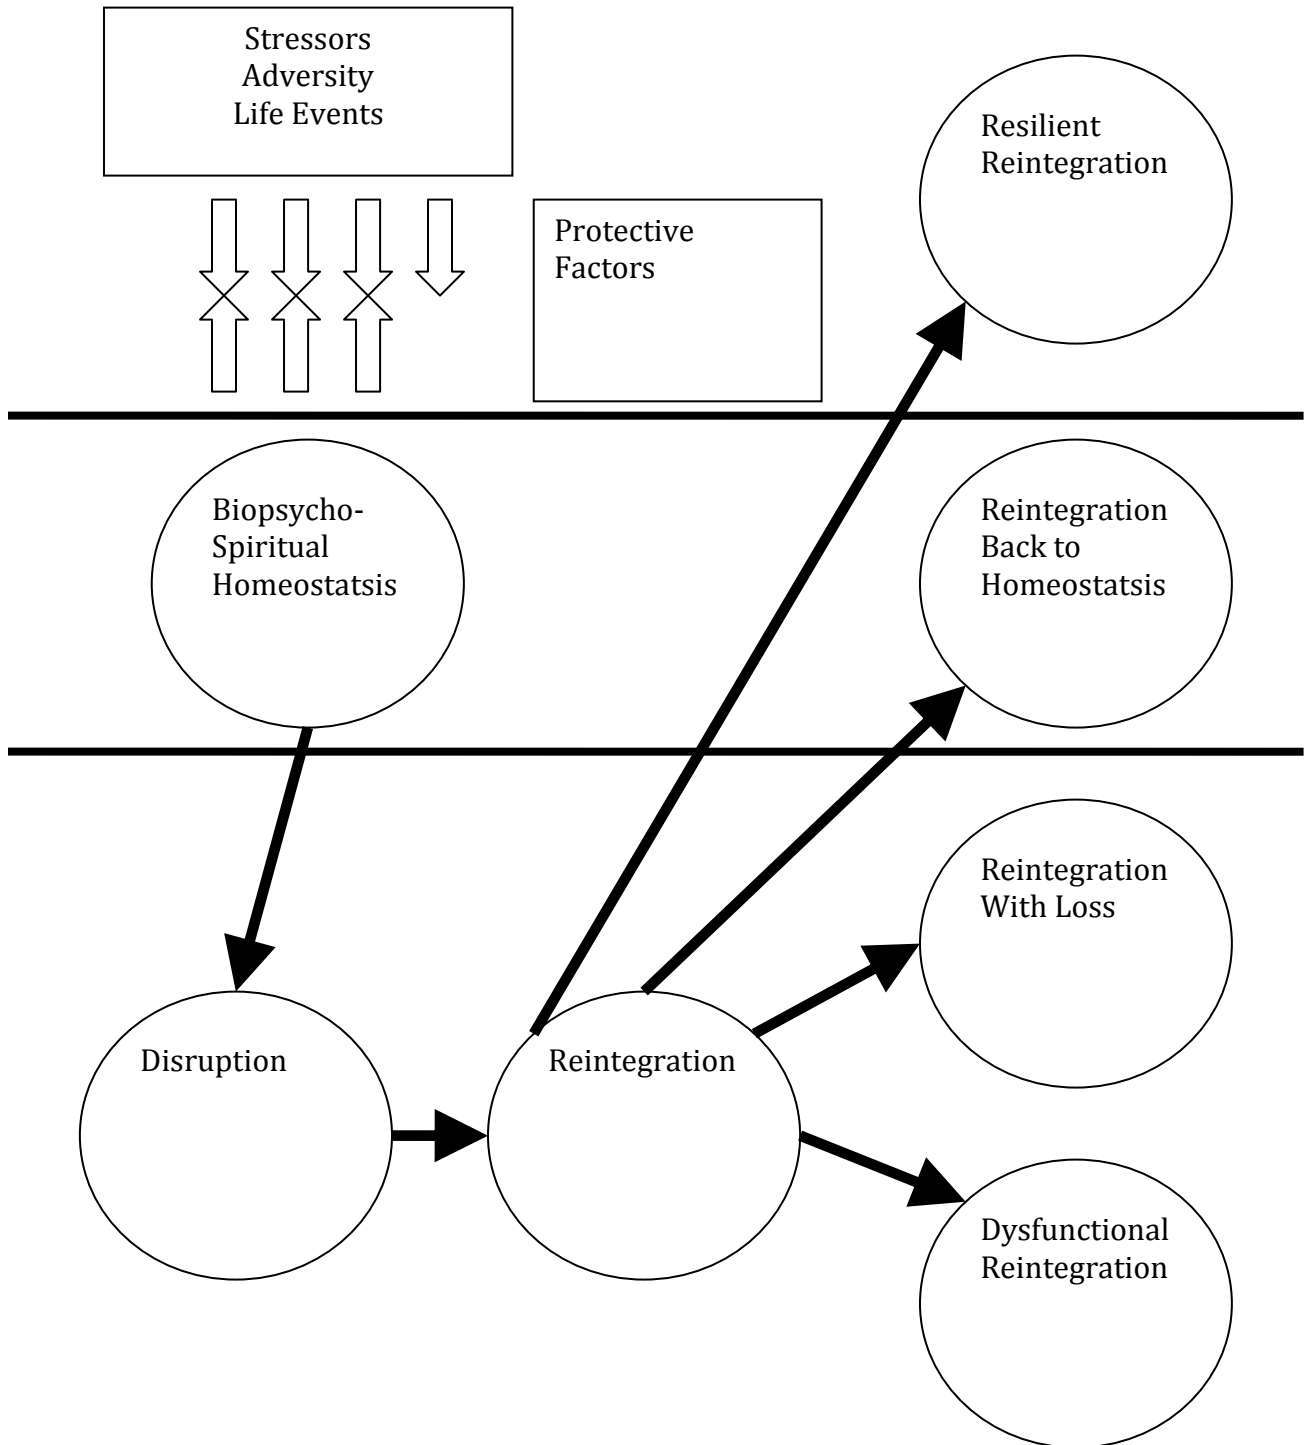 Stressors
Adversity
Life Events
Resilient
Reintegration
Protective
Factors
Biopsycho-
Spiritual
Homeostatsis
Reintegration
Back to
Homeostatsis
Reintegration
With Loss
Disruption
Reintegration
Dysfunctional
Reintegration